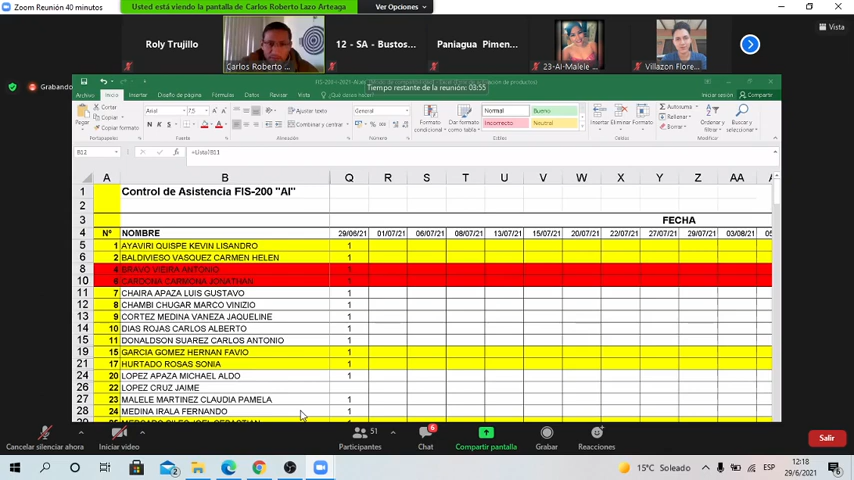 Zoom Reunión 40 minutos
Usted está viendo la pantalla de Carlos Roberto Lazo Arteaga
Ver Opciones
Vista
Roly Trujillo
Carlos Roberto ...
12 - SA - Bustos...
Paniagua Pimen...
23-Al-Malele ...
Villazon Flore...
Grabando
Tiempo restante de la reunión: 03:55
Archivo Inicio Insertar Diseño de página Fórmulas Datos Revisar Vista Iniciar sesión Compartir
Pegar Cortar Copiar Copiar formato
Arial
Ajustar texto
Combinar y centrar
General
Formato condicional Dar formato como tabla
Normal Bueno
Incorrecto Neutral
Insertar Eliminar Formato
Autosuma Rellenar Borrar
Ordenar y Buscar y
B12
A B Q R S T U V W X Y Z AA
1 Control de Asistencia FIS-200 "AI"
2
3 FECHA
4 Nº NOMBRE 29/06/21 01/07/21 06/07/21 08/07/21 13/07/21 15/07/21 20/07/21 22/07/21 27/07/21 29/07/21 03/08/21 05
5 1 AYAVIRI QUISPE KEVIN LISANDRO 1
6 2 BALDIVIESO VASQUEZ CARMEN HELEN 1
8 4 BRAVO VIEIRA ANTONIO 1
10 6 CARDONA CARMONA JONATHAN 1
11 7 CHAIRA APAZA LUIS GUSTAVO 1
12 8 CHAMBI CHUGAR MARCO VINIZIO 1
13 9 CORTEZ MEDINA VANEZA JAQUELINE 1
14 10 DIAS ROJAS CARLOS ALBERTO 1
15 11 DONALDSON SUAREZ CARLOS ANTONIO 1
19 15 GARCIA GOMEZ HERNAN FAVIO 1
21 17 HURTADO ROSAS SONIA 1
24 20 LOPEZ APAZA MICHAEL ALDO 1
26 22 LOPEZ CRUZ JAIME
27 23 MALELE MARTINEZ CLAUDIA PAMELA 1
28 24 MEDINA IRALA FERNANDO 1
Cancelar silenciar ahora
Iniciar video
51
Participantes
6
Chat
Compartir pantalla
Grabar
Reacciones
Salir
15°C Soleado
ESP
12:18
29/6/2021